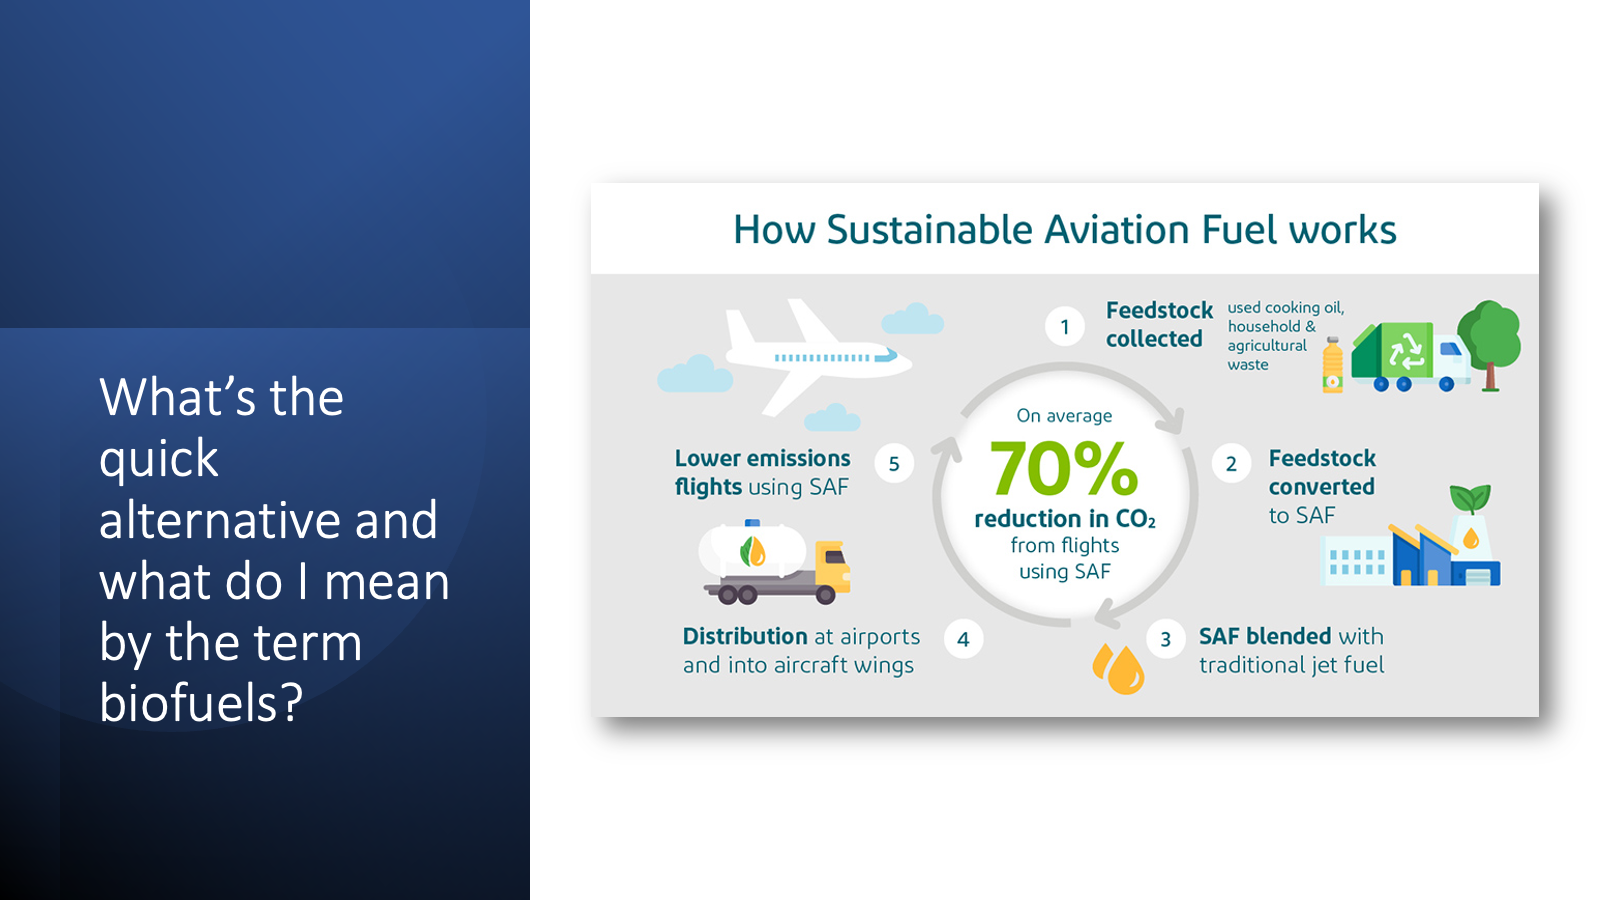 What’s the
quick
alternative and
what do I mean
by the term
biofuels?
How Sustainable Aviation Fuel works
1
Feedstock
collected
used cooking oil,
household &
agricultural
waste
On average
70%
reduction in CO₂
from flights
using SAF
2
Feedstock
converted
to SAF
3
SAF blended with
traditional jet fuel
4
Distribution at airports
and into aircraft wings
5
Lower emissions
flights using SAF